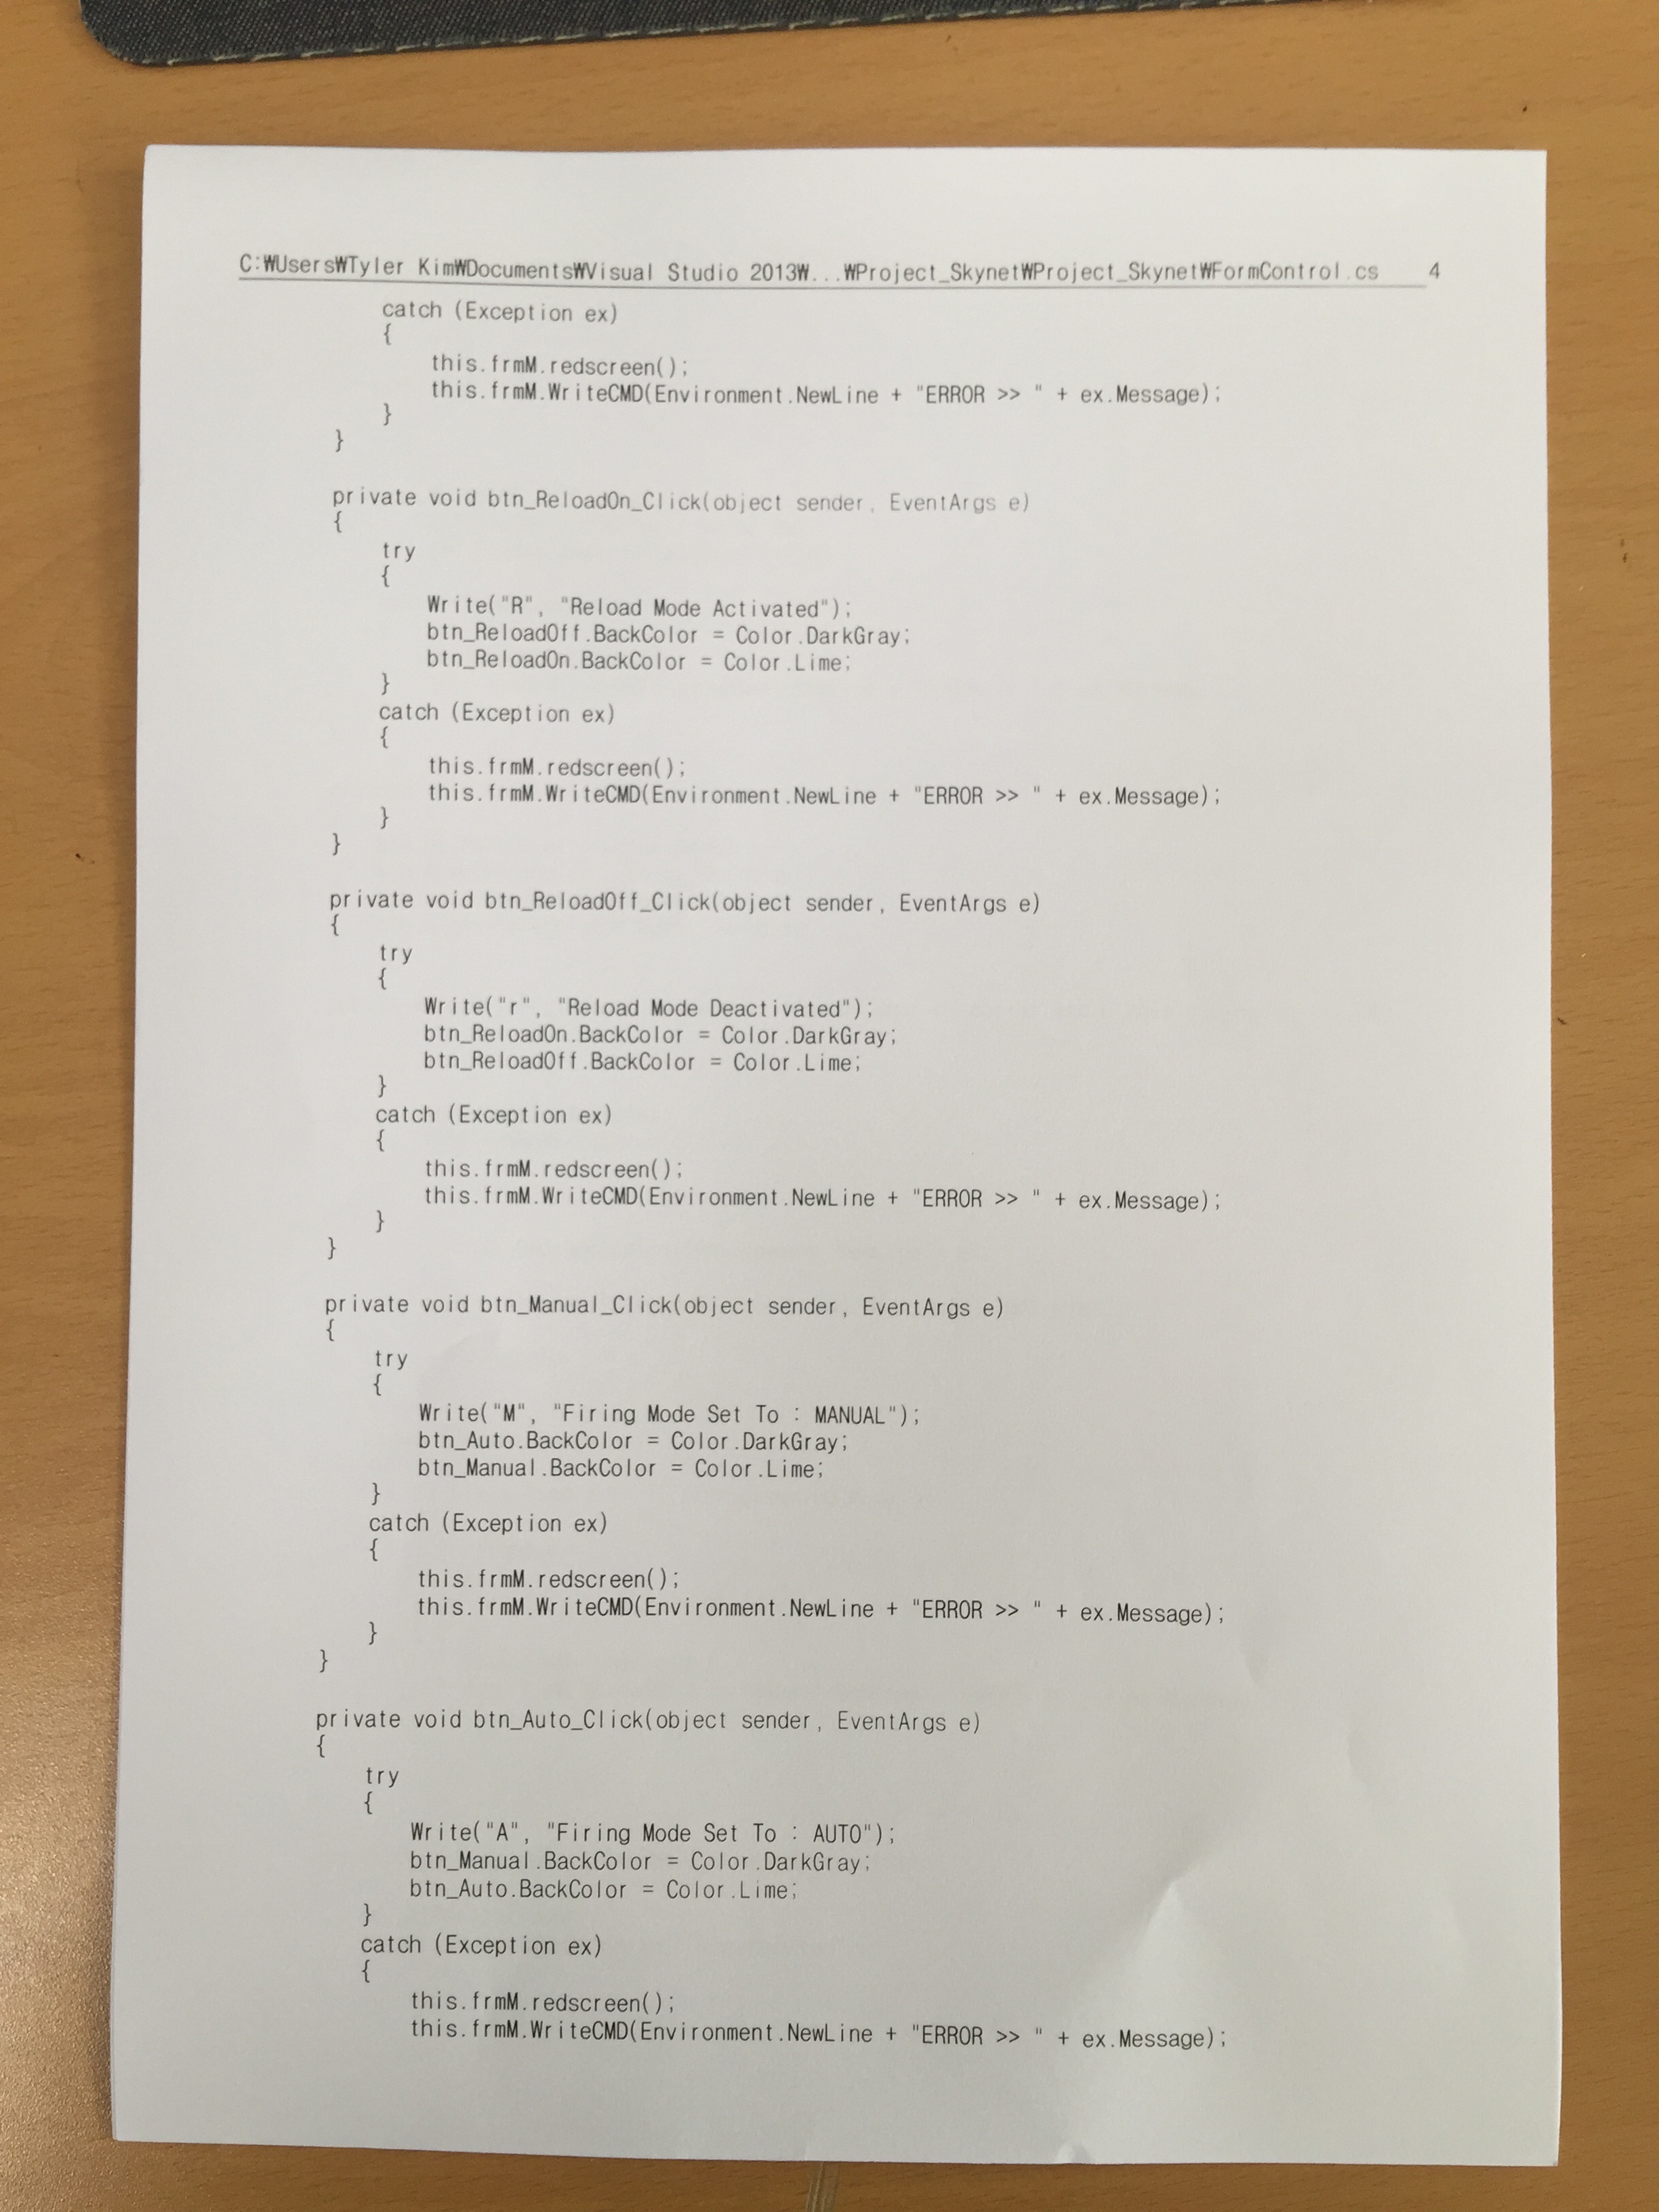 C:₩Users₩Tyler Kim₩Documents₩Visual Studio 2013₩...₩Project_Skynet₩Project_Skynet₩FormControl.cs 4
catch (Exception ex)
{
this.frmM.redscreen();
this.frmM.WriteCMD(Environment.NewLine + "ERROR >> " + ex.Message);
}
}
private void btn_ReloadOn_Click(object sender, EventArgs e)
{
try
{
Write("R", "Reload Mode Activated");
btn_ReloadOff.BackColor = Color.DarkGray;
btn_ReloadOn.BackColor = Color.Lime;
}
catch (Exception ex)
{
this.frmM.redscreen();
this.frmM.WriteCMD(Environment.NewLine + "ERROR >> " + ex.Message);
}
}
private void btn_ReloadOff_Click(object sender, EventArgs e)
{
try
{
Write("r", "Reload Mode Deactivated");
btn_ReloadOn.BackColor = Color.DarkGray;
btn_ReloadOff.BackColor = Color.Lime;
}
catch (Exception ex)
{
this.frmM.redscreen();
this.frmM.WriteCMD(Environment.NewLine + "ERROR >> " + ex.Message);
}
}
private void btn_Manual_Click(object sender, EventArgs e)
{
try
{
Write("M", "Firing Mode Set To : MANUAL");
btn_Auto.BackColor = Color.DarkGray;
btn_Manual.BackColor = Color.Lime;
}
catch (Exception ex)
{
this.frmM.redscreen();
this.frmM.WriteCMD(Environment.NewLine + "ERROR >> " + ex.Message);
}
}
private void btn_Auto_Click(object sender, EventArgs e)
{
try
{
Write("A", "Firing Mode Set To : AUTO");
btn_Manual.BackColor = Color.DarkGray;
btn_Auto.BackColor = Color.Lime;
}
catch (Exception ex)
{
this.frmM.redscreen();
this.frmM.WriteCMD(Environment.NewLine + "ERROR >> " + ex.Message);